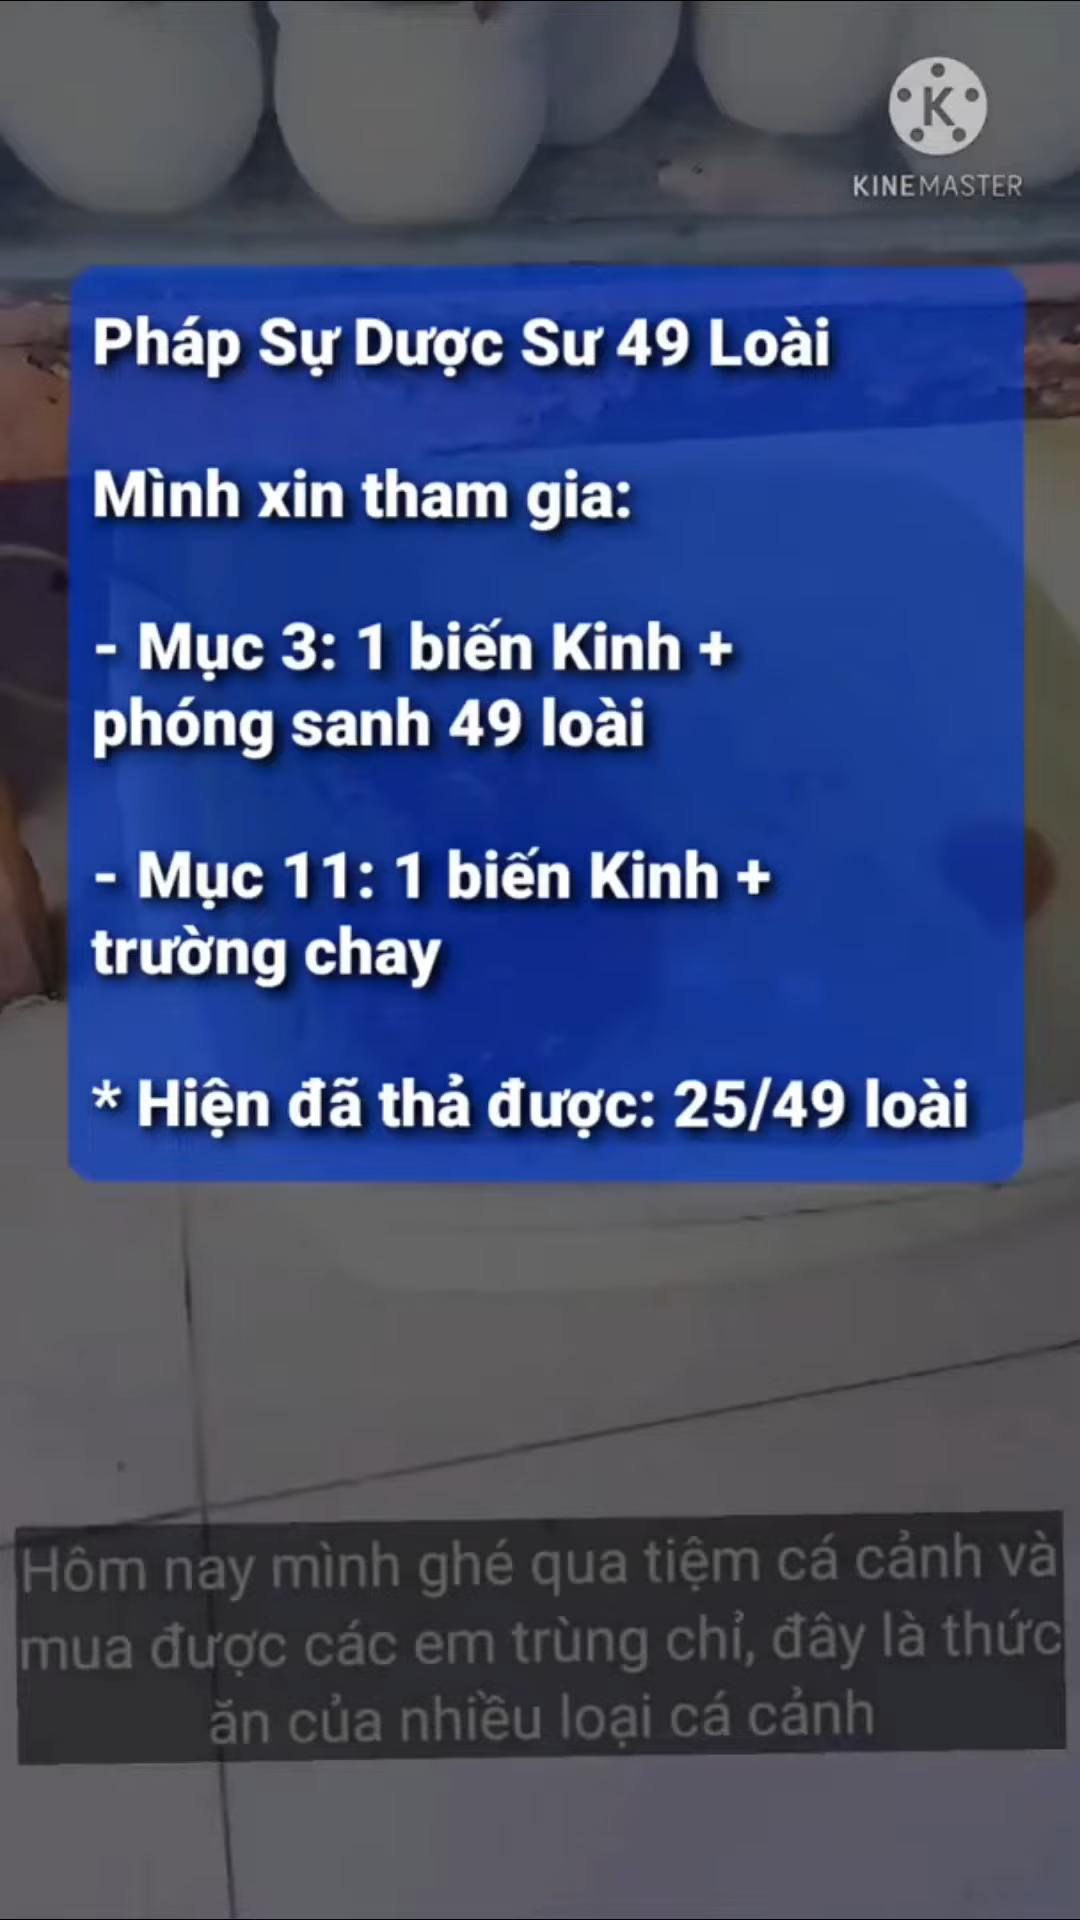 K
KINEMASTER
Pháp Sự Dược Sư 49 Loài
Mình xin tham gia:
- Mục 3: 1 biến Kinh +
phóng sanh 49 loài
- Mục 11: 1 biến Kinh +
trường chay
* Hiện đã thả được: 25/49 loài
Hôm nay mình ghé qua tiệm cá cảnh và
mua được các em trùng chỉ, đây là thức
ăn của nhiều loại cá cảnh